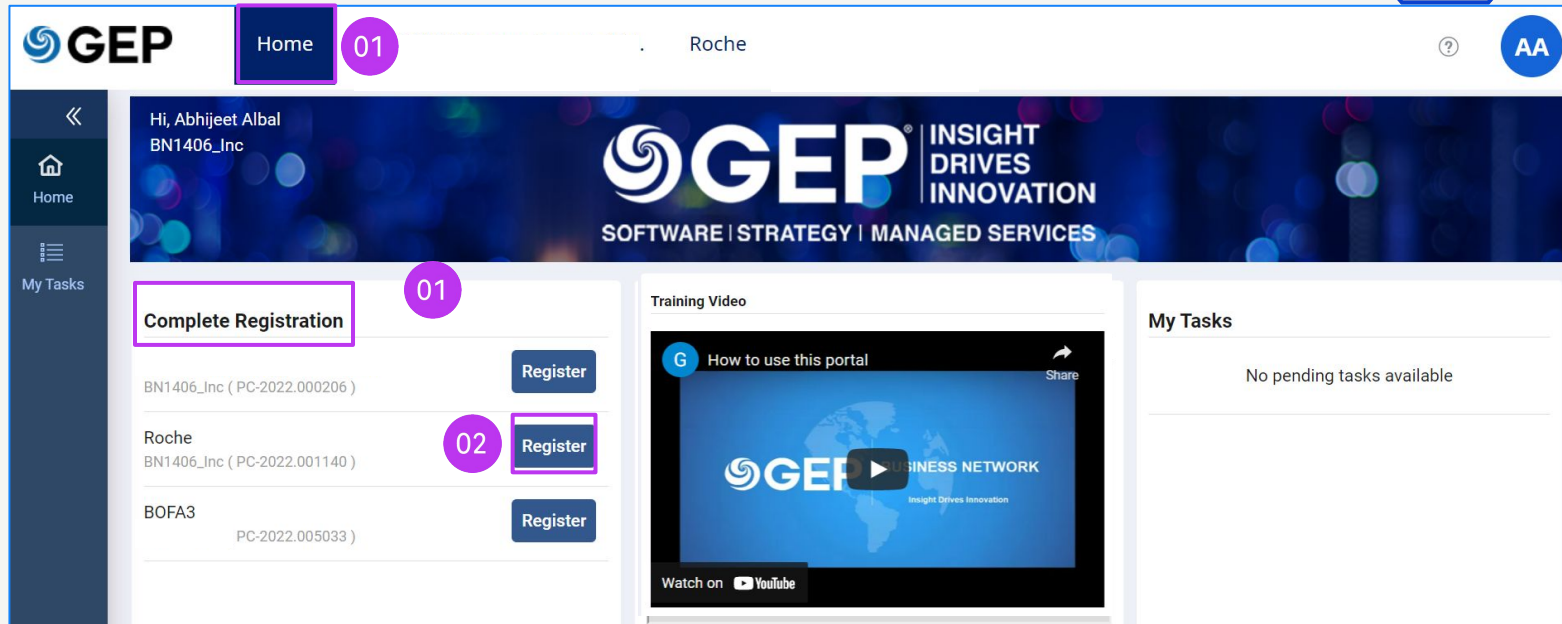 GEP
Home
01
.
Roche
?
AA
Hi, Abhijeet Albal
BN1406_Inc
GEP®
INSIGHT
DRIVES
INNOVATION
SOFTWARE | STRATEGY | MANAGED SERVICES
Home
My Tasks
01
Complete Registration
BN1406_Inc ( PC-2022.000206 )
Register
Roche
BN1406_Inc ( PC-2022.001140 )
02
Register
BOFA3
PC-2022.005033 )
Register
Training Video
G
How to use this portal
Share
GEP
BUSINESS NETWORK
Insight Drives Innovation
Watch on YouTube
My Tasks
No pending tasks available